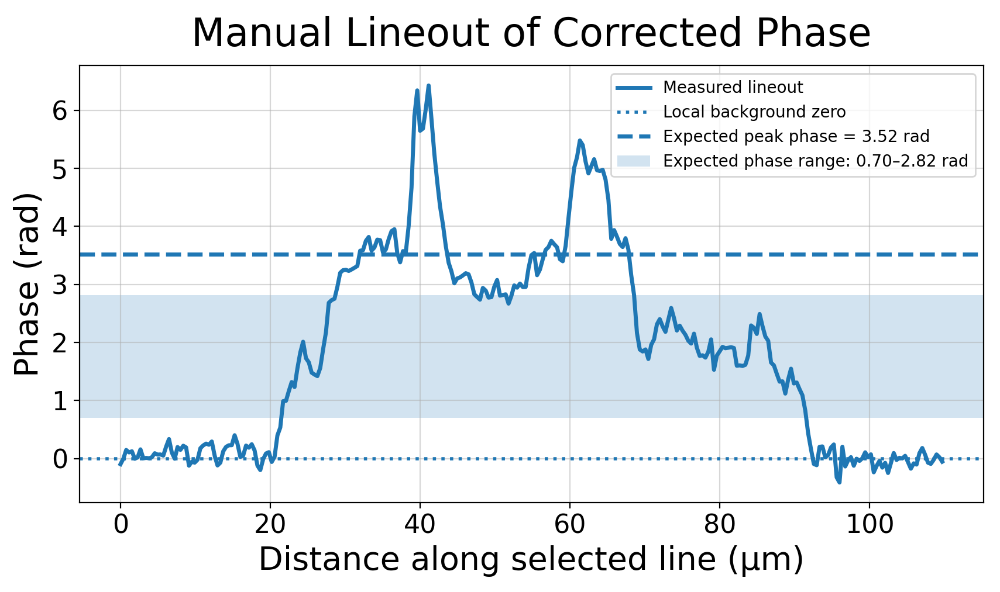 Manual Lineout of Corrected Phase
Measured lineout
Local background zero
Expected peak phase = 3.52 rad
Expected phase range: 0.70–2.82 rad
Phase (rad)
6
5
4
3
2
1
0
0 20 40 60 80 100
Distance along selected line (µm)